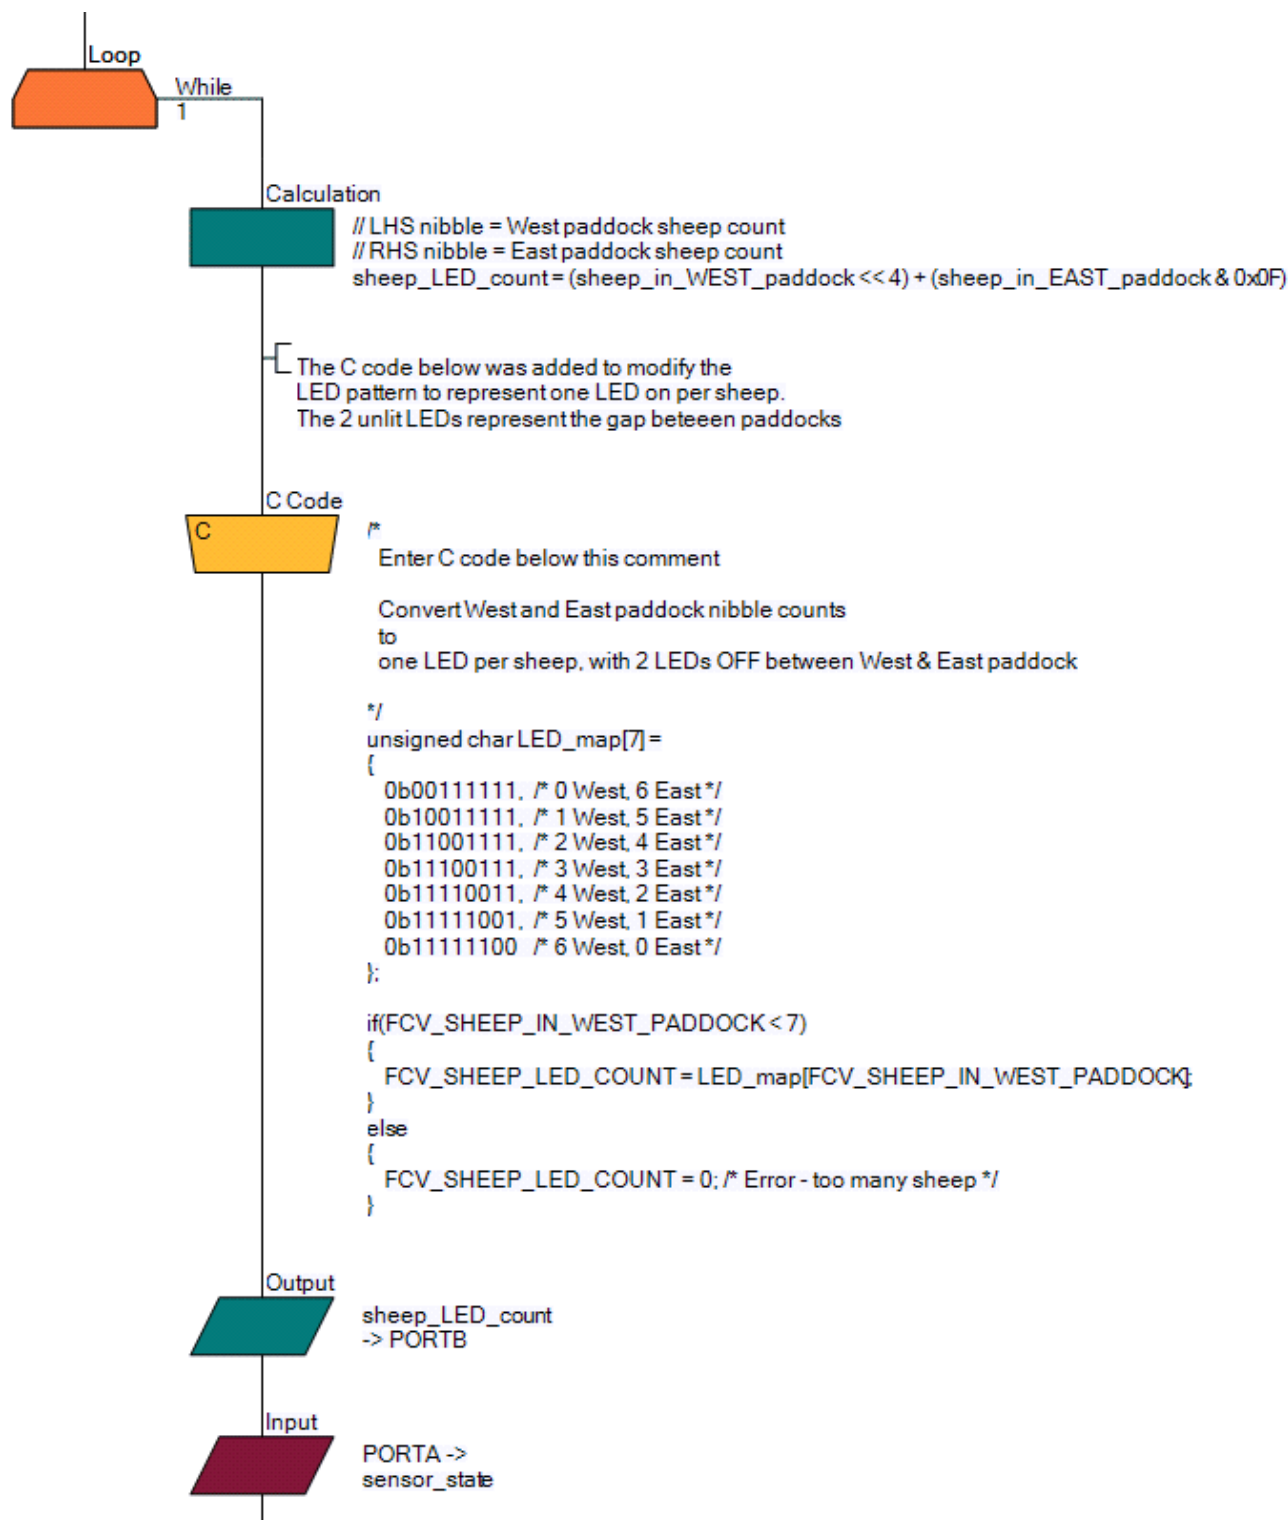 Loop
While
1
Calculation
// LHS nibble = West paddock sheep count
// RHS nibble = East paddock sheep count
sheep_LED_count = (sheep_in_WEST_paddock << 4) + (sheep_in_EAST_paddock & 0x0F)
The C code below was added to modify the
LED pattern to represent one LED on per sheep.
The 2 unlit LEDs represent the gap beteeen paddocks
C Code
C
/*
Enter C code below this comment
Convert West and East paddock nibble counts
to
one LED per sheep, with 2 LEDs OFF between West & East paddock
*/
unsigned char LED_map[7] =
{
0b00111111, /* 0 West, 6 East */
0b10011111, /* 1 West, 5 East */
0b11001111, /* 2 West, 4 East */
0b11100111, /* 3 West, 3 East */
0b11110011, /* 4 West, 2 East */
0b11111001, /* 5 West, 1 East */
0b11111100 /* 6 West, 0 East */
};
if(FCV_SHEEP_IN_WEST_PADDOCK < 7)
{
FCV_SHEEP_LED_COUNT = LED_map[FCV_SHEEP_IN_WEST_PADDOCK];
}
else
{
FCV_SHEEP_LED_COUNT = 0; /* Error - too many sheep */
}
Output
sheep_LED_count
-> PORTB
Input
PORTA ->
sensor_state